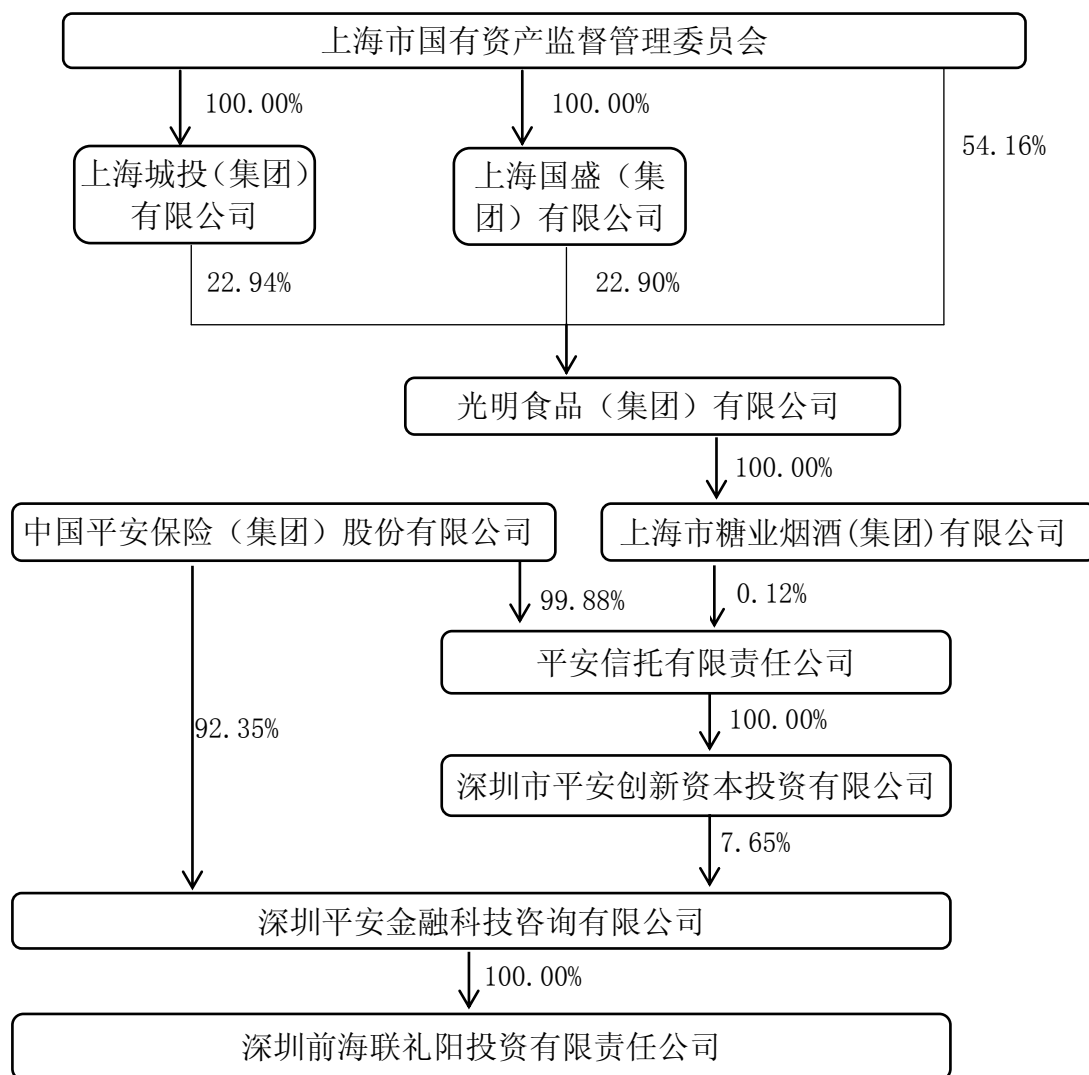 上海市国有资产监督管理委员会
100.00%
100.00%
54.16%
上海城投（集团）
有限公司
上海国盛（集
团）有限公司
22.94%
22.90%
光明食品（集团）有限公司
100.00%
中国平安保险（集团）股份有限公司
上海市糖业烟酒(集团)有限公司
99.88%
0.12%
平安信托有限责任公司
92.35%
100.00%
深圳市平安创新资本投资有限公司
7.65%
深圳平安金融科技咨询有限公司
100.00%
深圳前海联礼阳投资有限责任公司